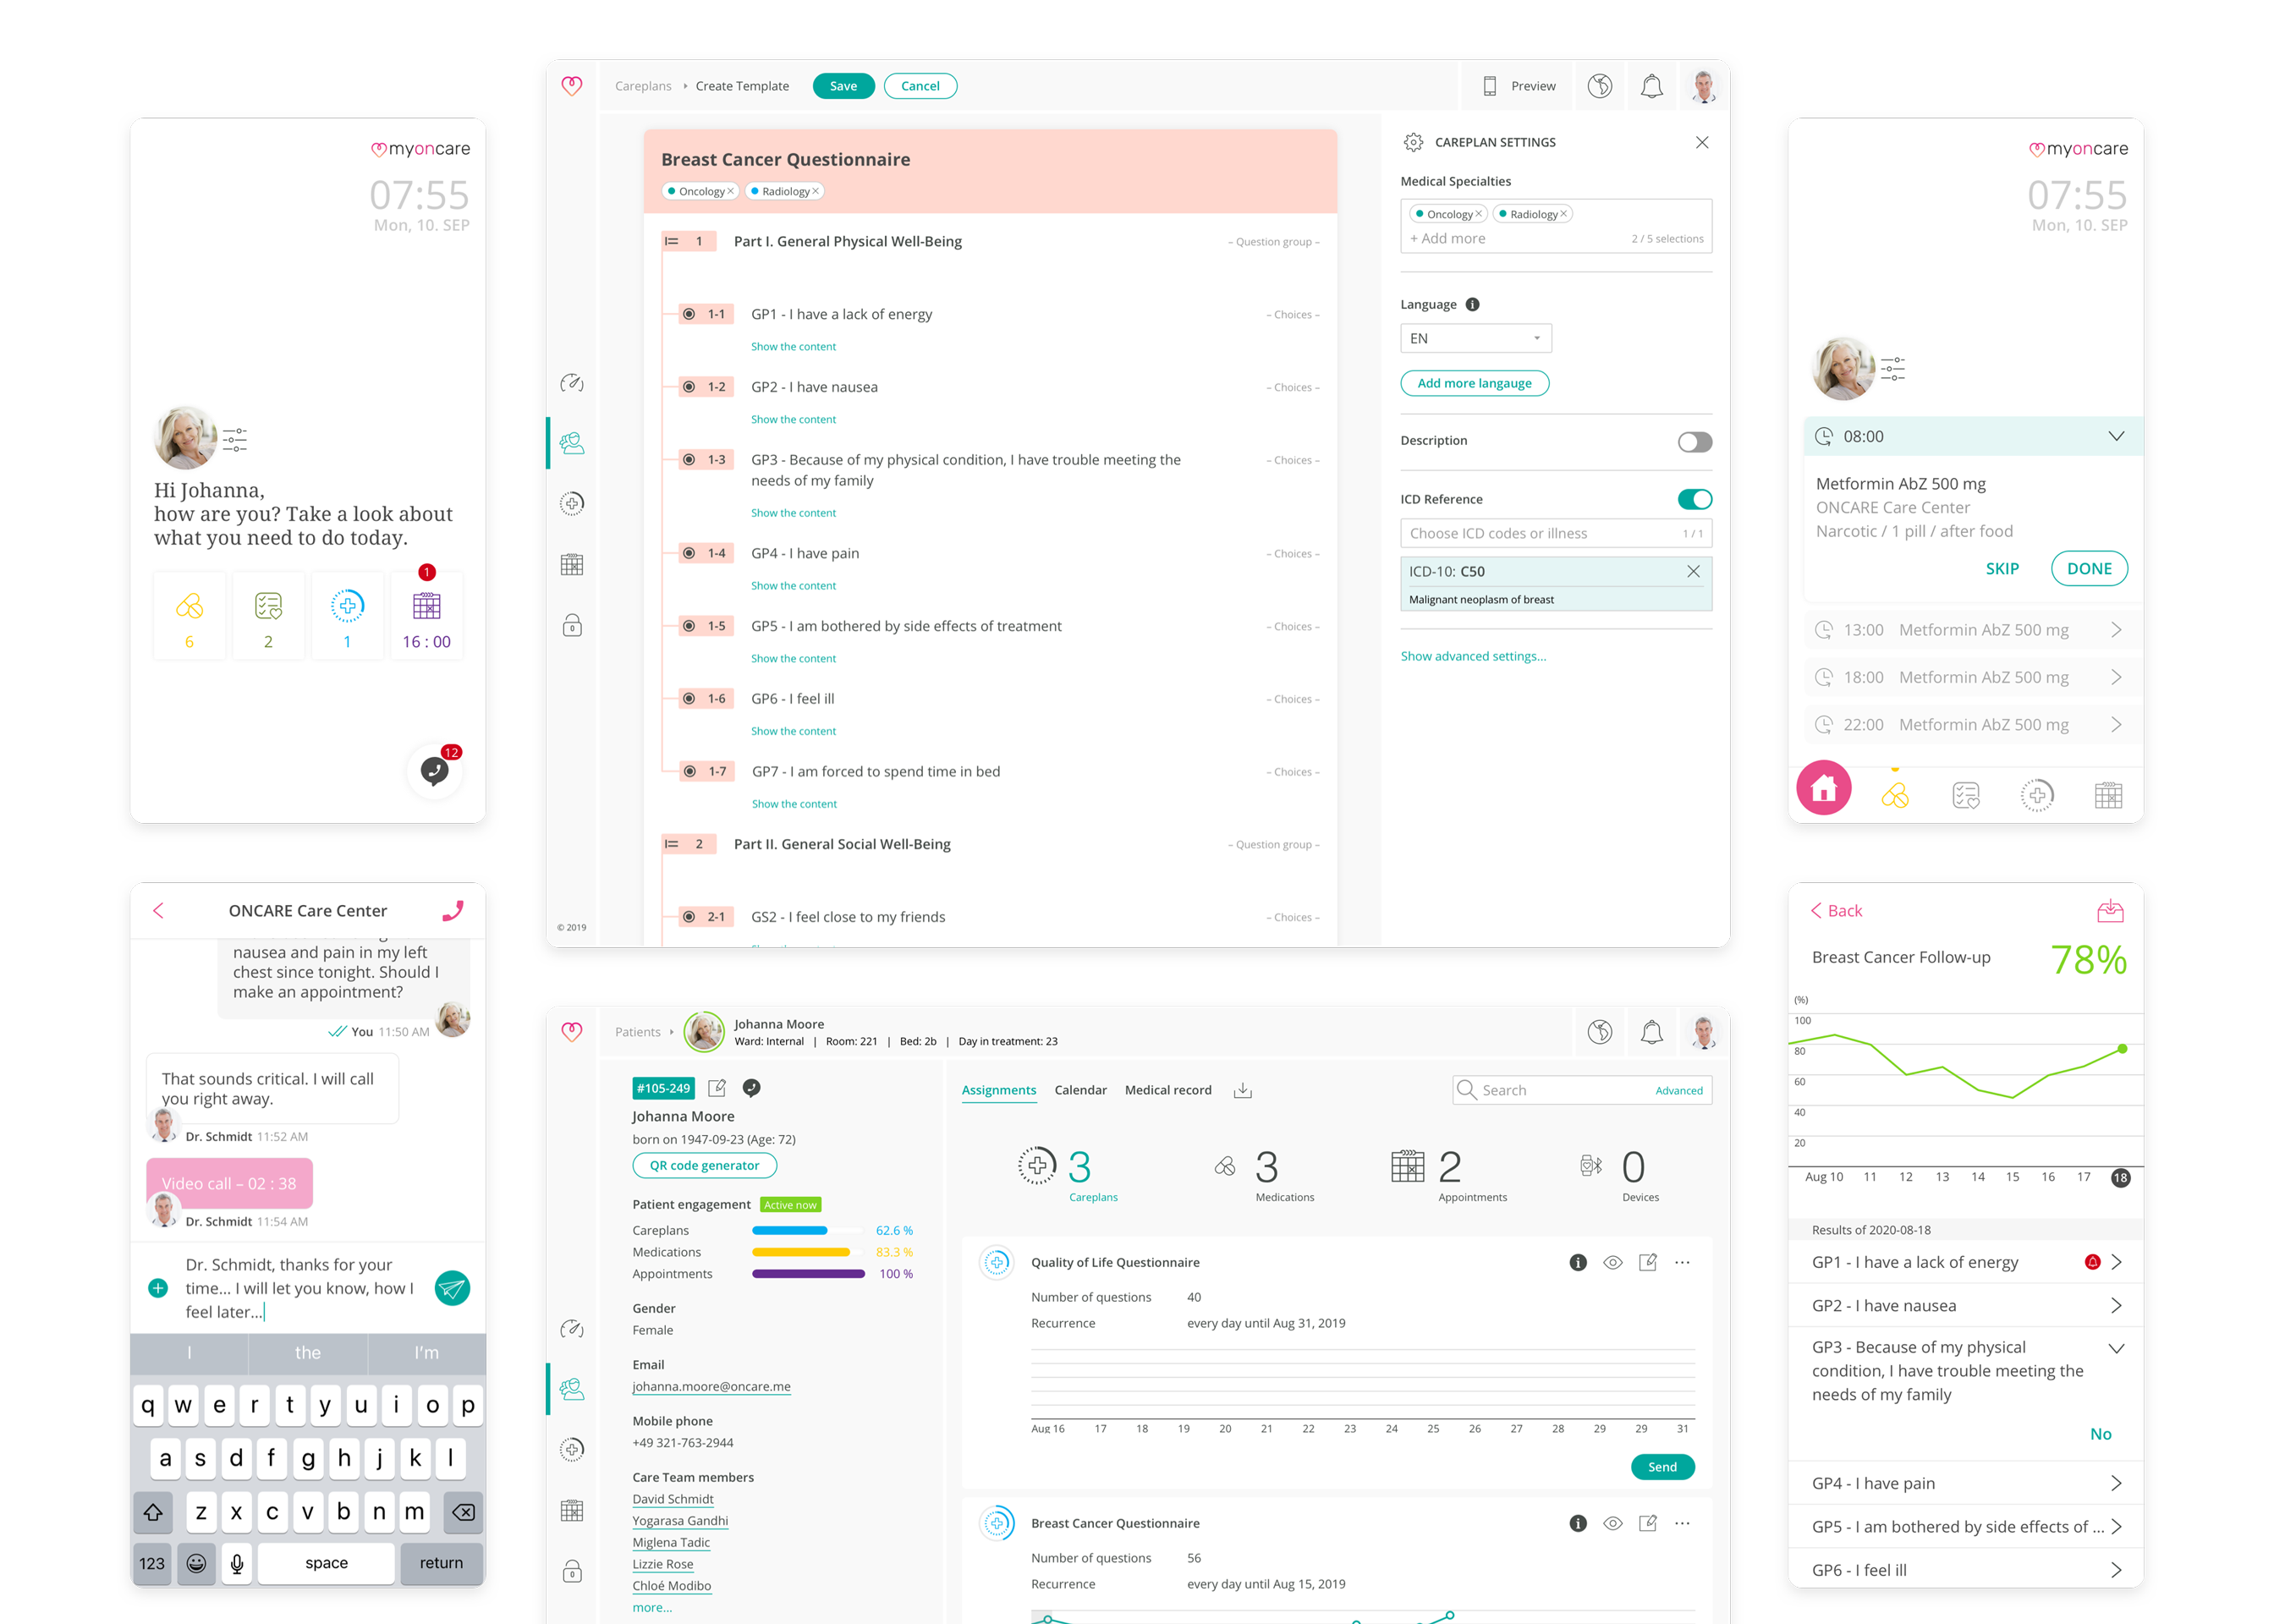 myoncare
07:55
Mon, 10. SEP
Hi Johanna,
how are you? Take a look about
what you need to do today.
1
6
2
1
16 : 00
12
Careplans
Create Template
Save
Cancel
Preview
Breast Cancer Questionnaire
Oncology
Radiology
1
Part I. General Physical Well-Being
– Question group –
1-1
GP1 - I have a lack of energy
– Choices –
Show the content
1-2
GP2 - I have nausea
– Choices –
Show the content
1-3
GP3 - Because of my physical condition, I have trouble meeting the
needs of my family
– Choices –
Show the content
1-4
GP4 - I have pain
– Choices –
Show the content
1-5
GP5 - I am bothered by side effects of treatment
– Choices –
Show the content
1-6
GP6 - I feel ill
– Choices –
Show the content
1-7
GP7 - I am forced to spend time in bed
– Choices –
Show the content
2
Part II. General Social Well-Being
– Question group –
2-1
GS2 - I feel close to my friends
– Choices –
© 2019
CAREPLAN SETTINGS
Medical Specialties
Oncology
Radiology
+ Add more
2 / 5 selections
Language
EN
Add more langauge
Description
ICD Reference
Choose ICD codes or illness
1 / 1
ICD-10: C50
Malignant neoplasm of breast
Show advanced settings...
myoncare
07:55
Mon, 10. SEP
08:00
Metformin AbZ 500 mg
ONCARE Care Center
Narcotic / 1 pill / after food
SKIP
DONE
13:00 Metformin AbZ 500 mg
18:00 Metformin AbZ 500 mg
22:00 Metformin AbZ 500 mg
ONCARE Care Center
nausea and pain in my left
chest since tonight. Should I
make an appointment?
You 11:50 AM
That sounds critical. I will call
you right away.
Dr. Schmidt 11:52 AM
Video call – 02 : 38
Dr. Schmidt 11:54 AM
Dr. Schmidt, thanks for your
time... I will let you know, how I
feel later...
I
the
I'm
q w e r t y u i o p
a s d f g h j k l
z x c v b n m
123
space
return
Patients
Johanna Moore
Ward: Internal | Room: 221 | Bed: 2b | Day in treatment: 23
#105-249
Johanna Moore
born on 1947-09-23 (Age: 72)
QR code generator
Patient engagement
Active now
Careplans
62.6 %
Medications
83.3 %
Appointments
100 %
Gender
Female
Email
johanna.moore@oncare.me
Mobile phone
+49 321-763-2944
Care Team members
David Schmidt
Yogarasa Gandhi
Miglena Tadic
Lizzie Rose
Chloé Modibo
more...
Assignments
Calendar
Medical record
Search
Advanced
3
Careplans
3
Medications
2
Appointments
0
Devices
Quality of Life Questionnaire
Number of questions 40
Recurrence every day until Aug 31, 2019
Aug 16 17 18 19 20 21 22 23 24 25 26 27 28 29 29 31
Send
Breast Cancer Questionnaire
Number of questions 56
Recurrence every day until Aug 15, 2019
Back
Breast Cancer Follow-up
78%
(%)
100
80
60
40
20
Aug 10 11 12 13 14 15 16 17 18
Results of 2020-08-18
GP1 - I have a lack of energy
GP2 - I have nausea
GP3 - Because of my physical
condition, I have trouble meeting the
needs of my family
No
GP4 - I have pain
GP5 - I am bothered by side effects of ...
GP6 - I feel ill